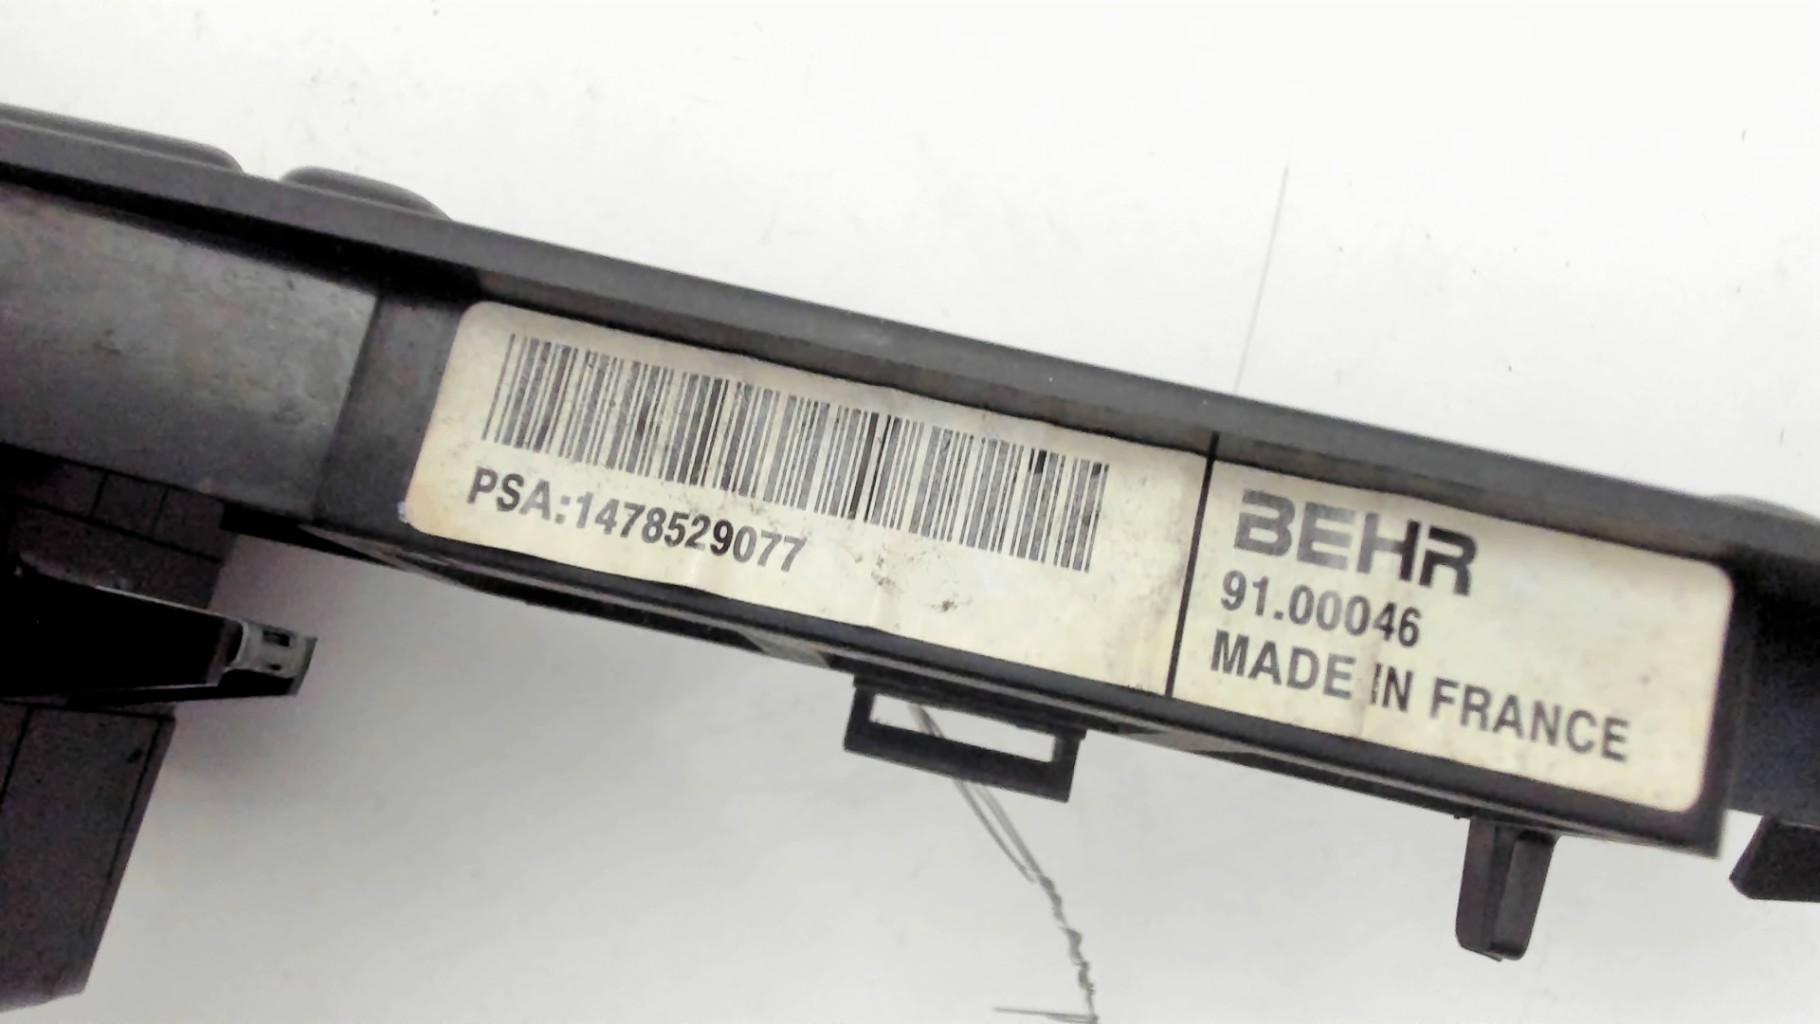 PSA:1478529077
BEHR
91.00046
MADE IN FRANCE